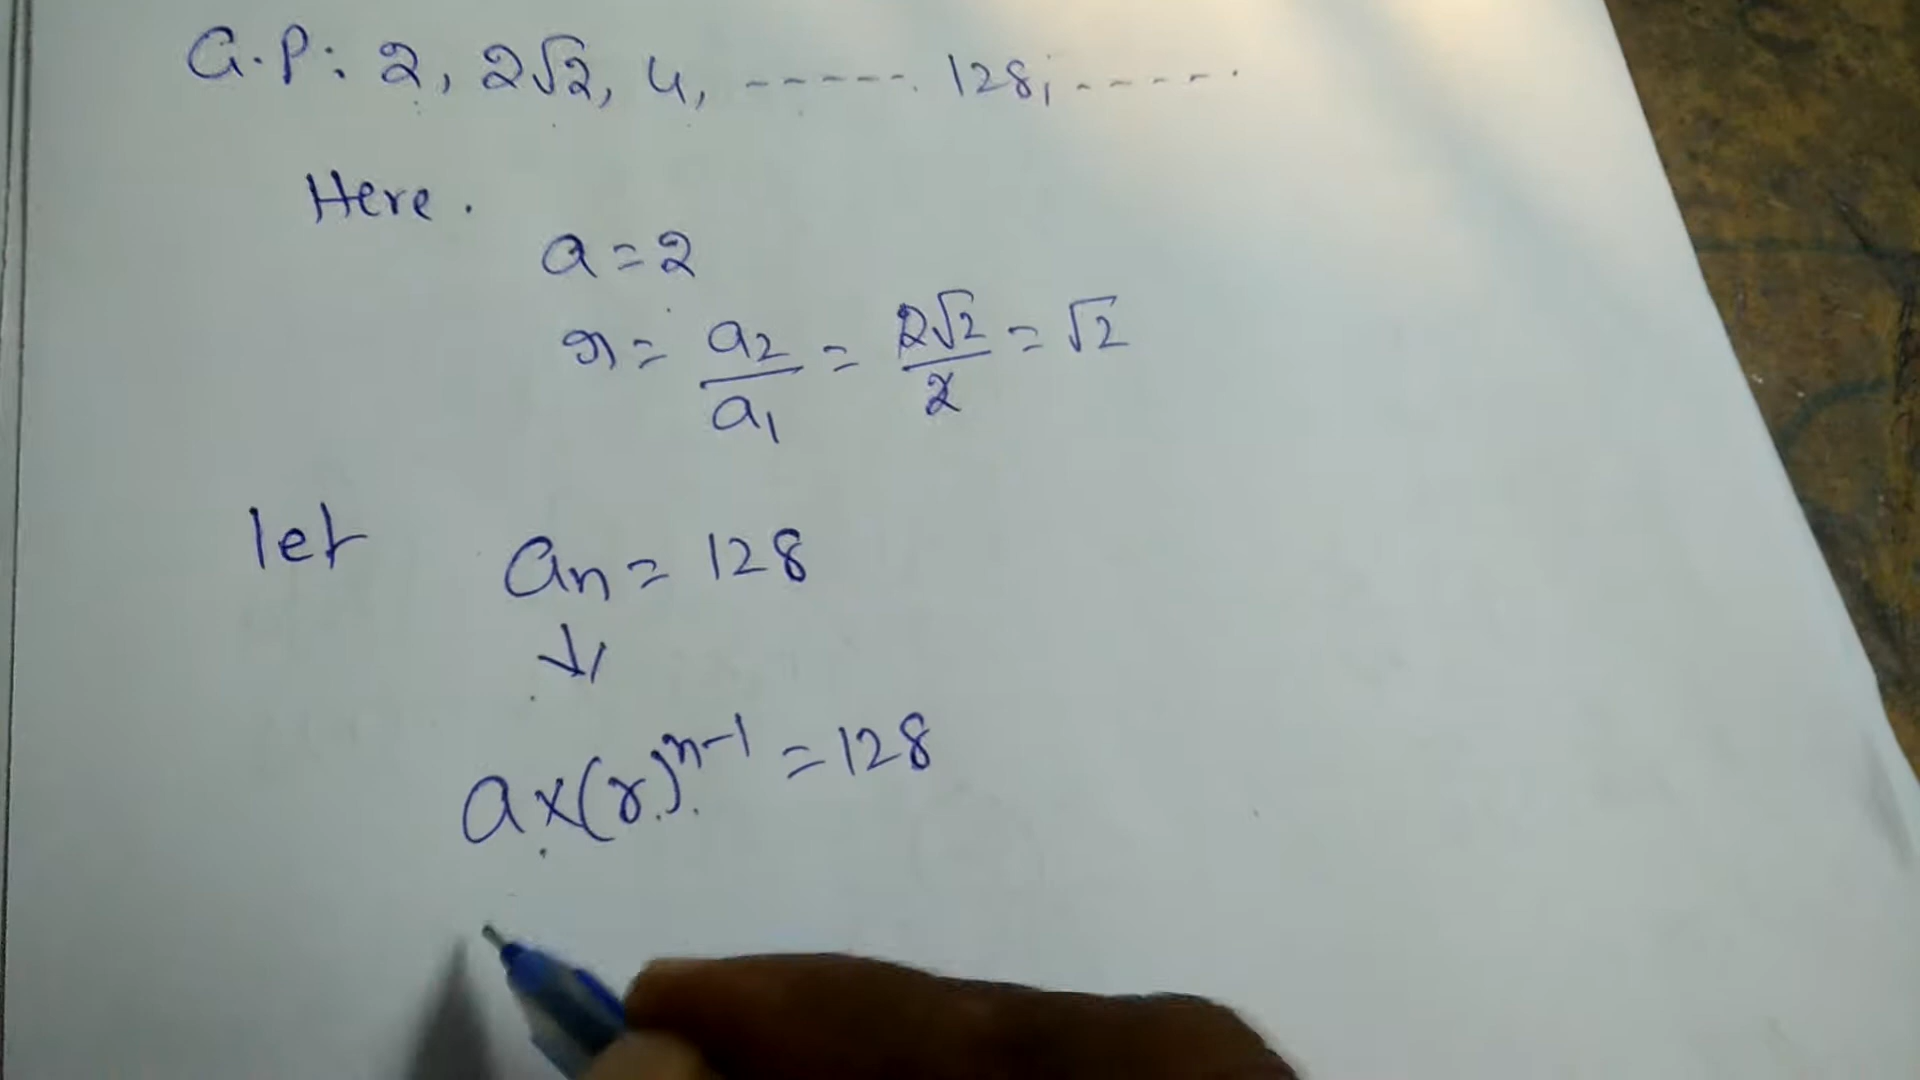 G.P: 2, 2√2, 4, ------ 128, ------
Here.
a = 2
r = a₂/a₁ = 2√2/2 = √2
let aₙ = 128
↓
a×(r)ⁿ⁻¹ = 128